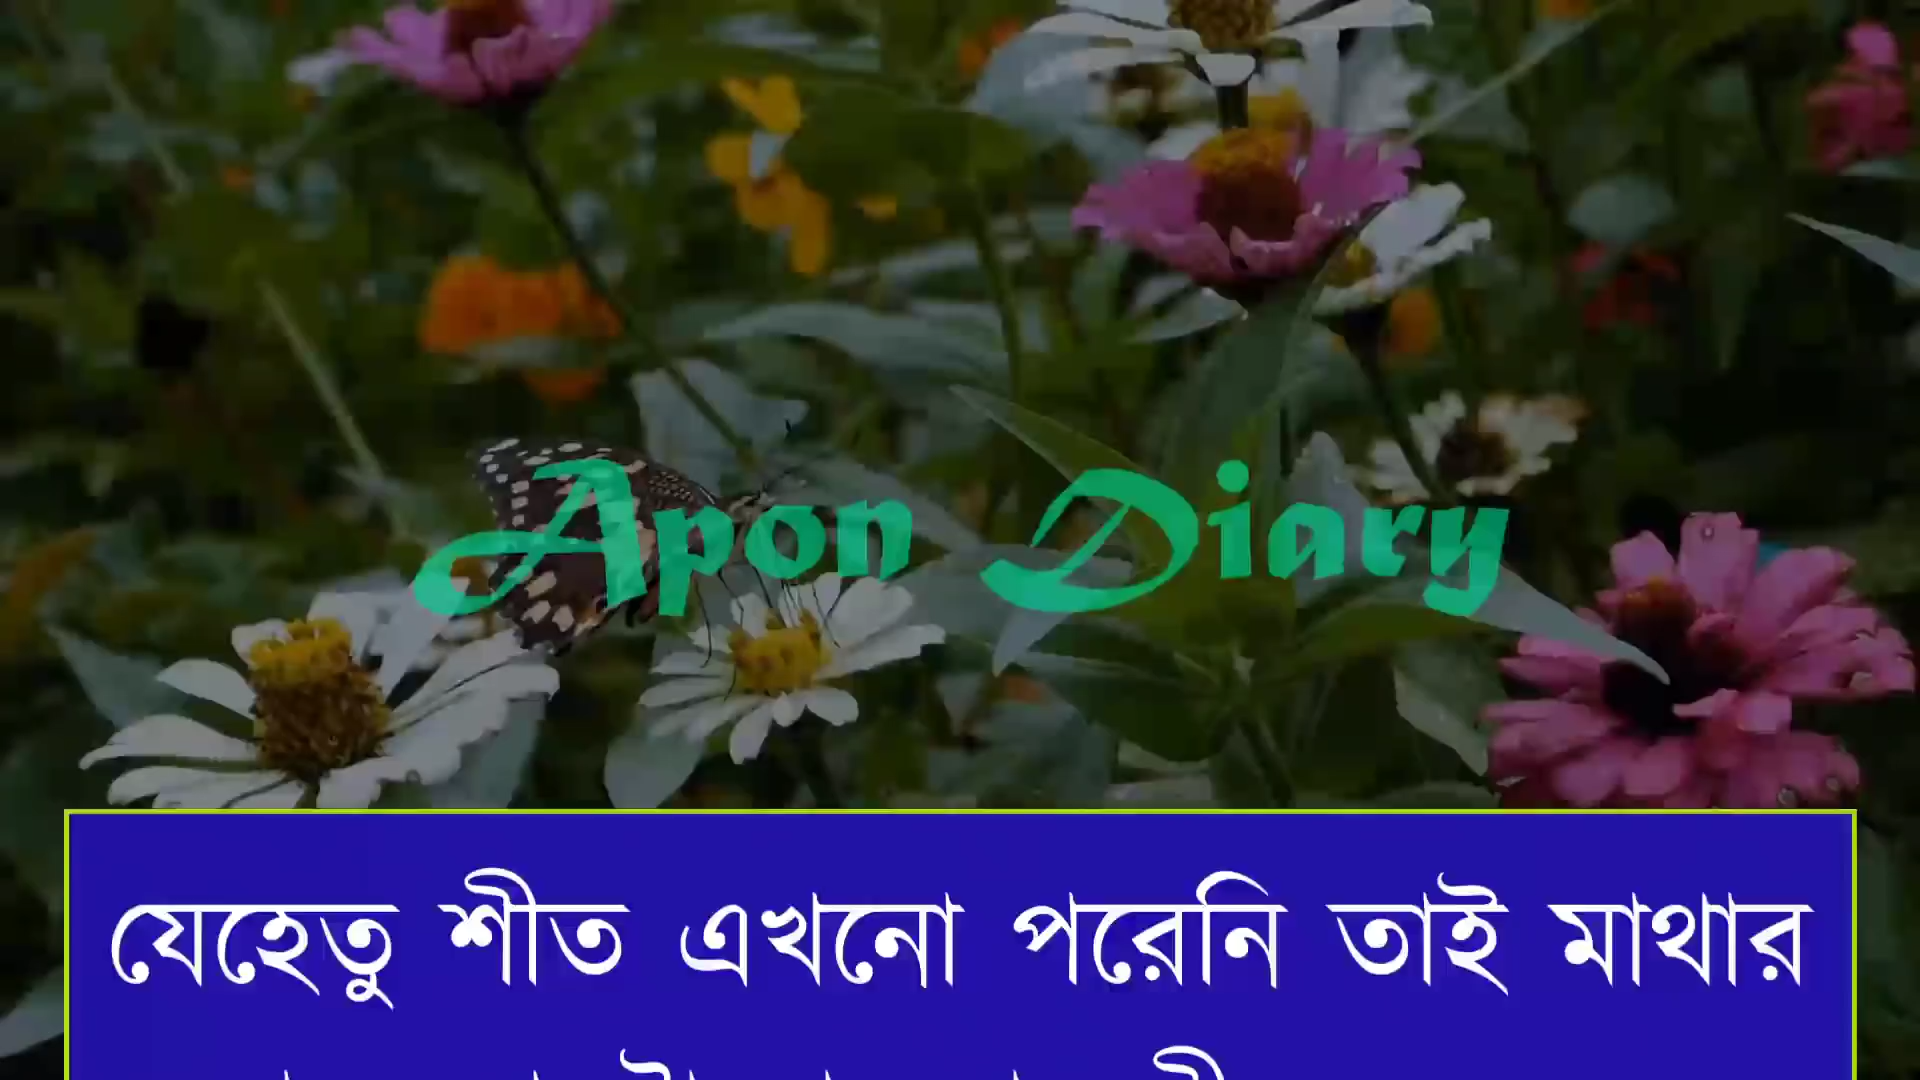 Apon Diary
যেহেতু শীত এখনো পরেনি তাই মাথার